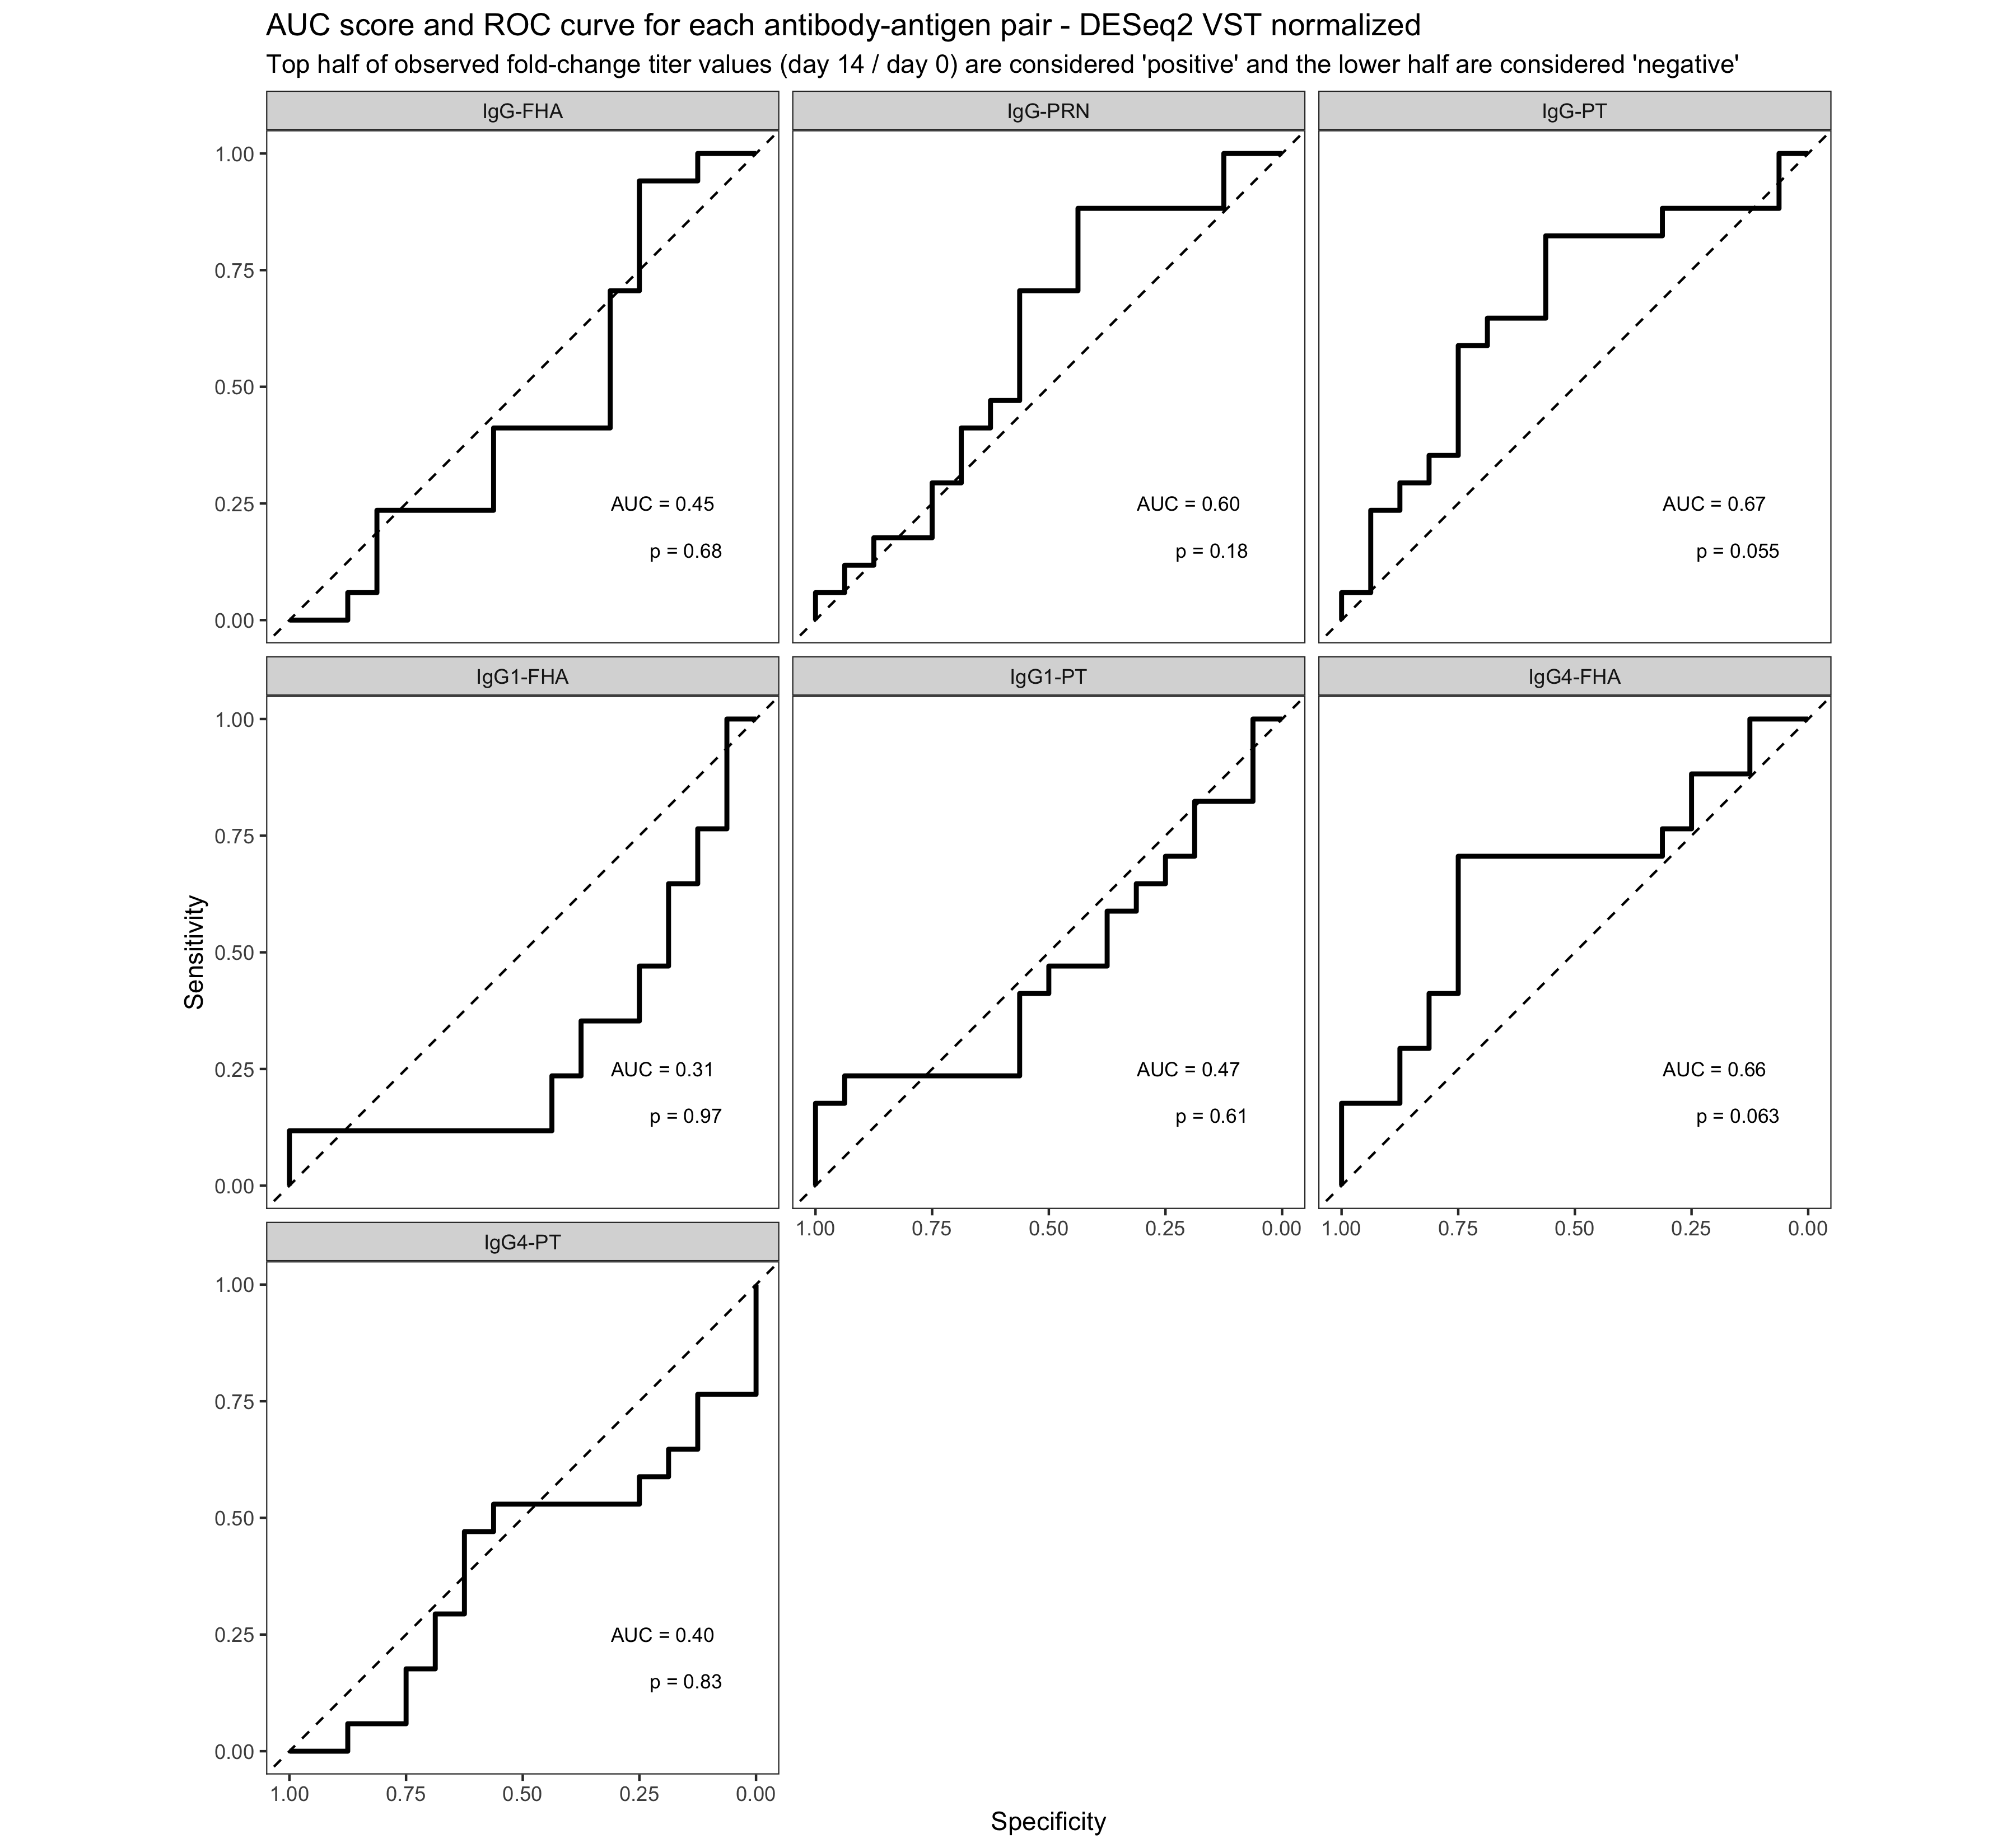 AUC score and ROC curve for each antibody-antigen pair - DESeq2 VST normalized
Top half of observed fold-change titer values (day 14 / day 0) are considered 'positive' and the lower half are considered 'negative'
IgG-FHA
IgG-PRN
IgG-PT
1.00
0.75
0.50
0.25
0.00
AUC = 0.45
p = 0.68
AUC = 0.60
p = 0.18
AUC = 0.67
p = 0.055
IgG1-FHA
IgG1-PT
IgG4-FHA
Sensitivity
1.00
0.75
0.50
0.25
0.00
AUC = 0.31
p = 0.97
AUC = 0.47
p = 0.61
AUC = 0.66
p = 0.063
1.00 0.75 0.50 0.25 0.00
1.00 0.75 0.50 0.25 0.00
IgG4-PT
1.00
0.75
0.50
0.25
0.00
AUC = 0.40
p = 0.83
1.00 0.75 0.50 0.25 0.00
Specificity